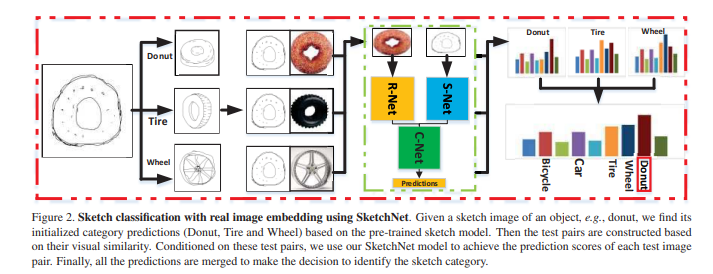 Donut
Tire
Wheel
R-Net
S-Net
C-Net
Predictions
Donut
Tire
Wheel
Bicycle
Car
Tire
Wheel
Donut
Figure 2. Sketch classification with real image embedding using SketchNet. Given a sketch image of an object, e.g., donut, we find its
initialized category predictions (Donut, Tire and Wheel) based on the pre-trained sketch model. Then the test pairs are constructed based
on their visual similarity. Conditioned on these test pairs, we use our SketchNet model to achieve the prediction scores of each test image
pair. Finally, all the predictions are merged to make the decision to identify the sketch category.